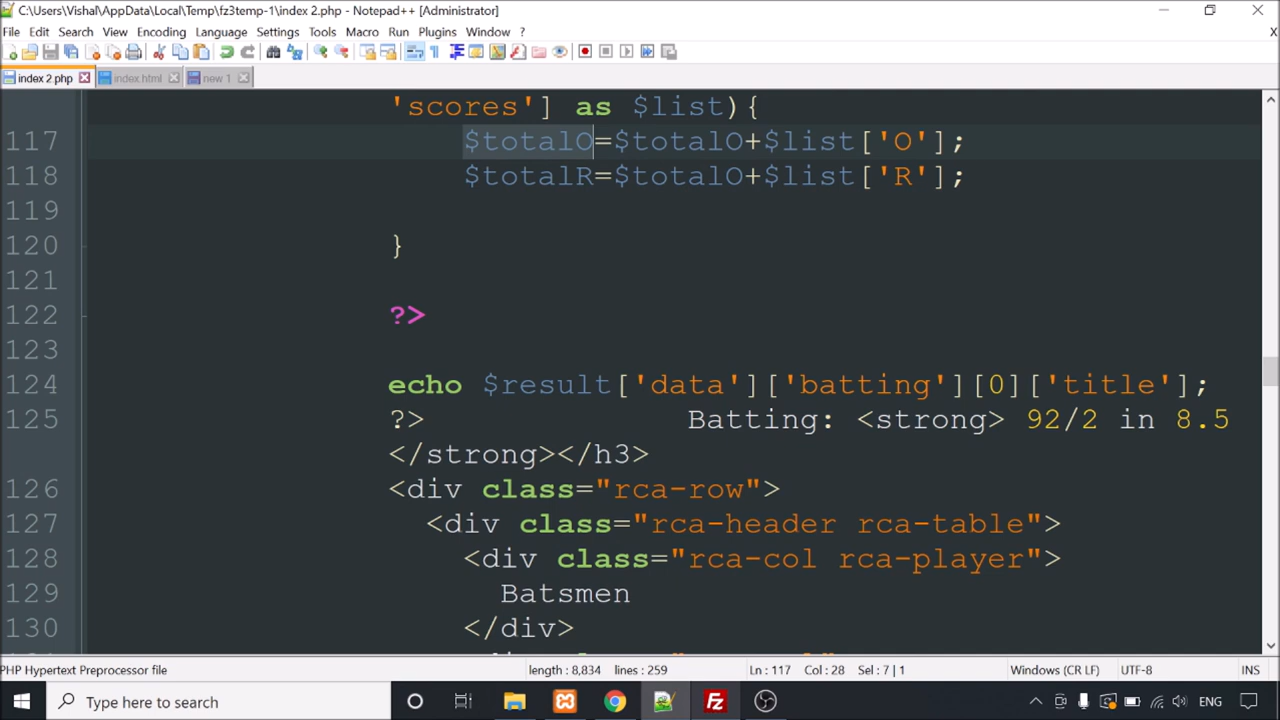 C:\Users\Vishal\AppData\Local\Temp\fz3temp-1\index 2.php - Notepad++ [Administrator]
File Edit Search View Encoding Language Settings Tools Macro Run Plugins Window ? X
index 2.php index.html new 1
'scores'] as $list){
117 $totalO=$totalO+$list['O'];
118 $totalR=$totalO+$list['R'];
119
120 }
121
122 ?>
123
124 echo $result['data']['batting'][0]['title'];
125 ?> Batting: <strong> 92/2 in 8.5
</strong></h3>
126 <div class="rca-row">
127 <div class="rca-header rca-table">
128 <div class="rca-col rca-player">
129 Batsmen
130 </div>
PHP Hypertext Preprocessor file length : 8,834 lines : 259 Ln : 117 Col : 28 Sel : 7 | 1 Windows (CR LF) UTF-8 INS
Type here to search ENG